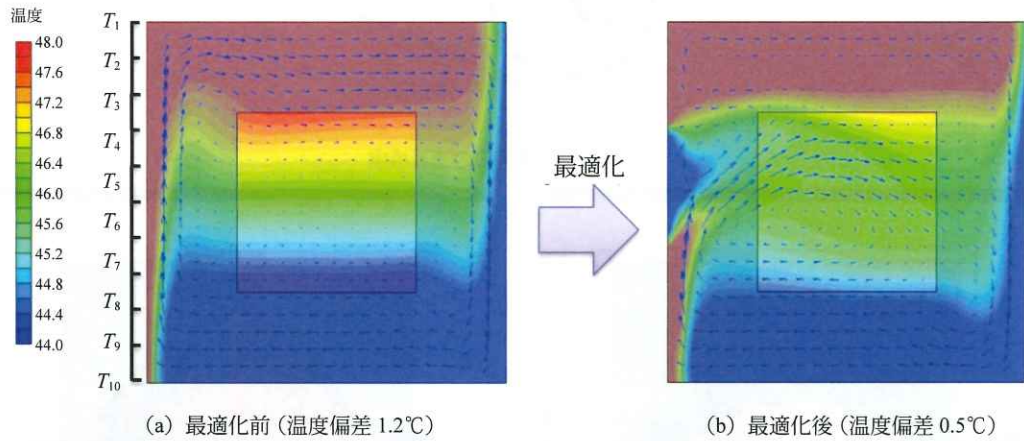 温度
48.0
47.6
47.2
46.8
46.4
46.0
45.6
45.2
44.8
44.4
44.0
T1
T2
T3
T4
T5
T6
T7
T8
T9
T10
最適化
(a) 最適化前（温度偏差 1.2℃）
(b) 最適化後（温度偏差 0.5℃）